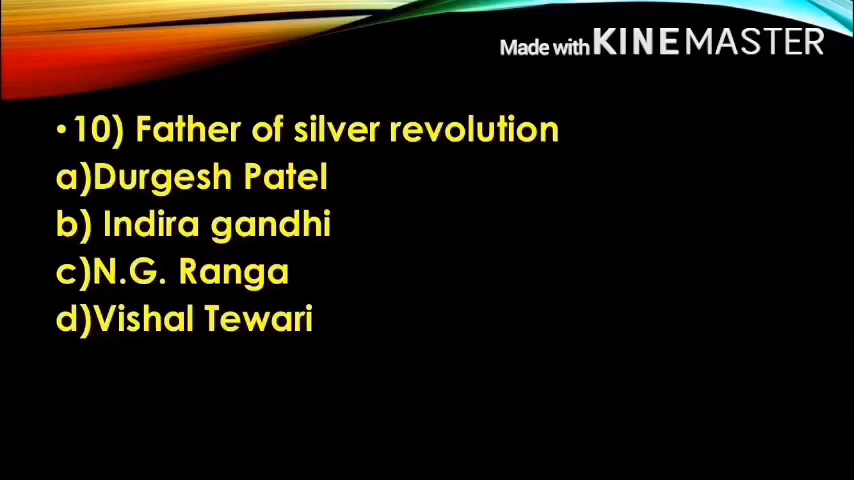 Made with KINEMASTER
• 10) Father of silver revolution
a)Durgesh Patel
b) Indira gandhi
c)N.G. Ranga
d)Vishal Tewari